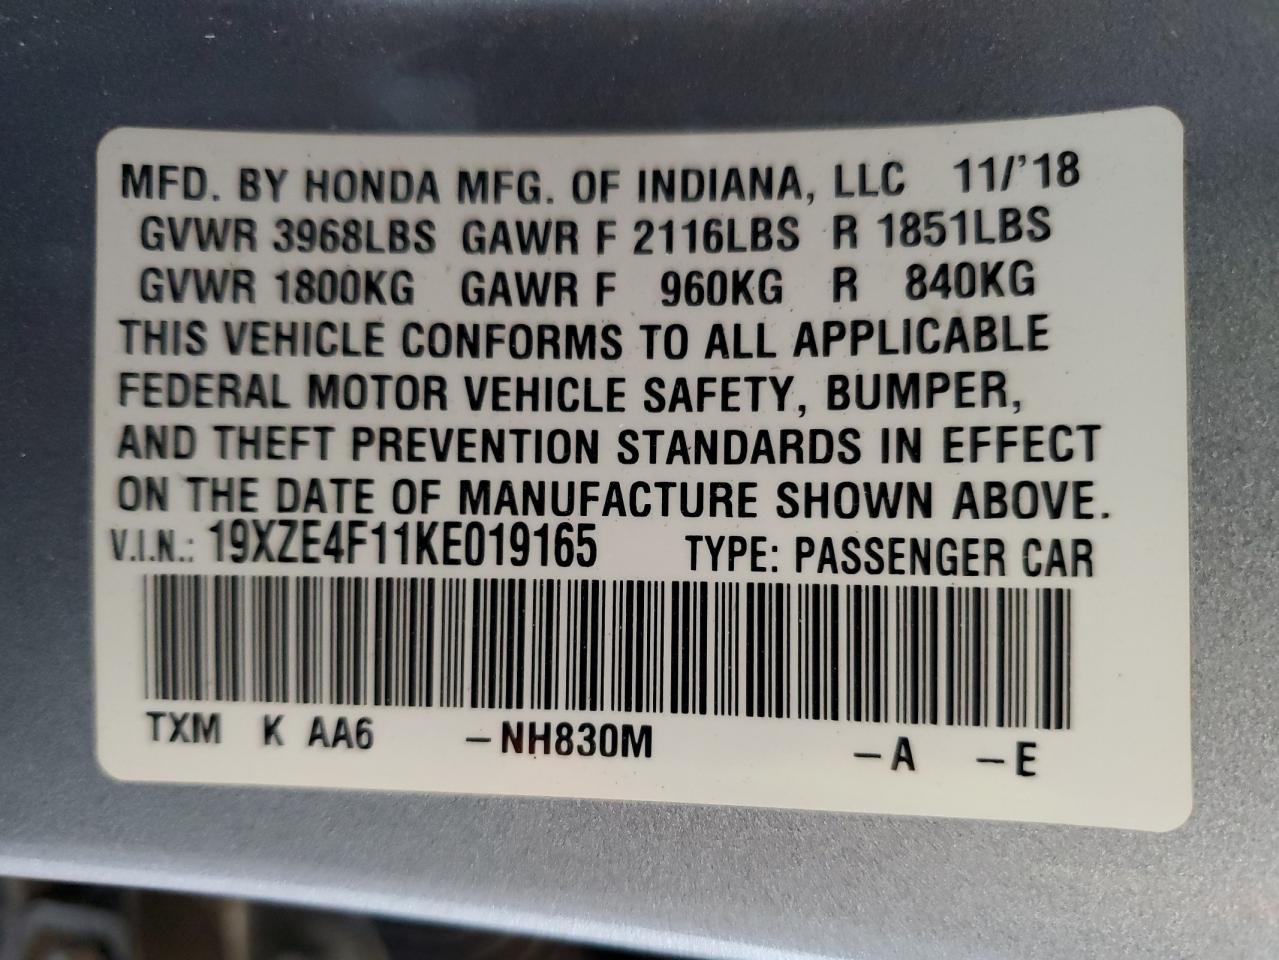 MFD. BY HONDA MFG. OF INDIANA, LLC 11/'18
GVWR 3968LBS GAWR F 2116LBS R 1851LBS
GVWR 1800KG GAWR F 960KG R 840KG
THIS VEHICLE CONFORMS TO ALL APPLICABLE
FEDERAL MOTOR VEHICLE SAFETY, BUMPER,
AND THEFT PREVENTION STANDARDS IN EFFECT
ON THE DATE OF MANUFACTURE SHOWN ABOVE.
V.I.N.: 19XZE4F11KE019165 TYPE: PASSENGER CAR
TXM K AA6 –NH830M –A –E